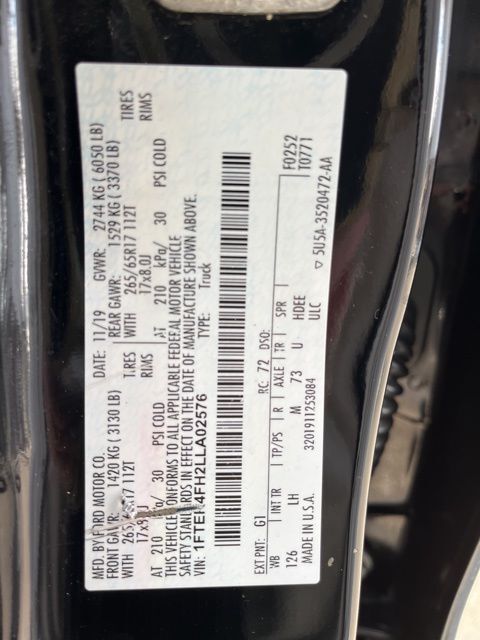 MFD. BY FORD MOTOR CO.
DATE: 11/19 GVWR: 2744 KG ( 6050 LB)
FRONT GAWR: 1420 KG ( 3130 LB)
REAR GAWR: 1529 KG ( 3370 LB)
WITH 265/65R17 112T TIRES
WITH 265/65R17 112T TIRES
17x8.0J RIMS
17x8.0J RIMS
AT 210 kPa/ 30 PSI COLD
AT 210 kPa/ 30 PSI COLD
THIS VEHICLE CONFORMS TO ALL APPLICABLE FEDERAL MOTOR VEHICLE
SAFETY STANDARDS IN EFFECT ON THE DATE OF MANUFACTURE SHOWN ABOVE.
VIN: 1FTER4FH2LLA02576
TYPE: Truck
F0252
T0771
EXT PNT: G1 RC: 72 DSO:
WB INT TR TP/PS R AXLE TR SPR
126 LH M 73 U HDEE
ULC
MADE IN U.S.A.
3201911253084
▽ 5U5A-3520472-AA